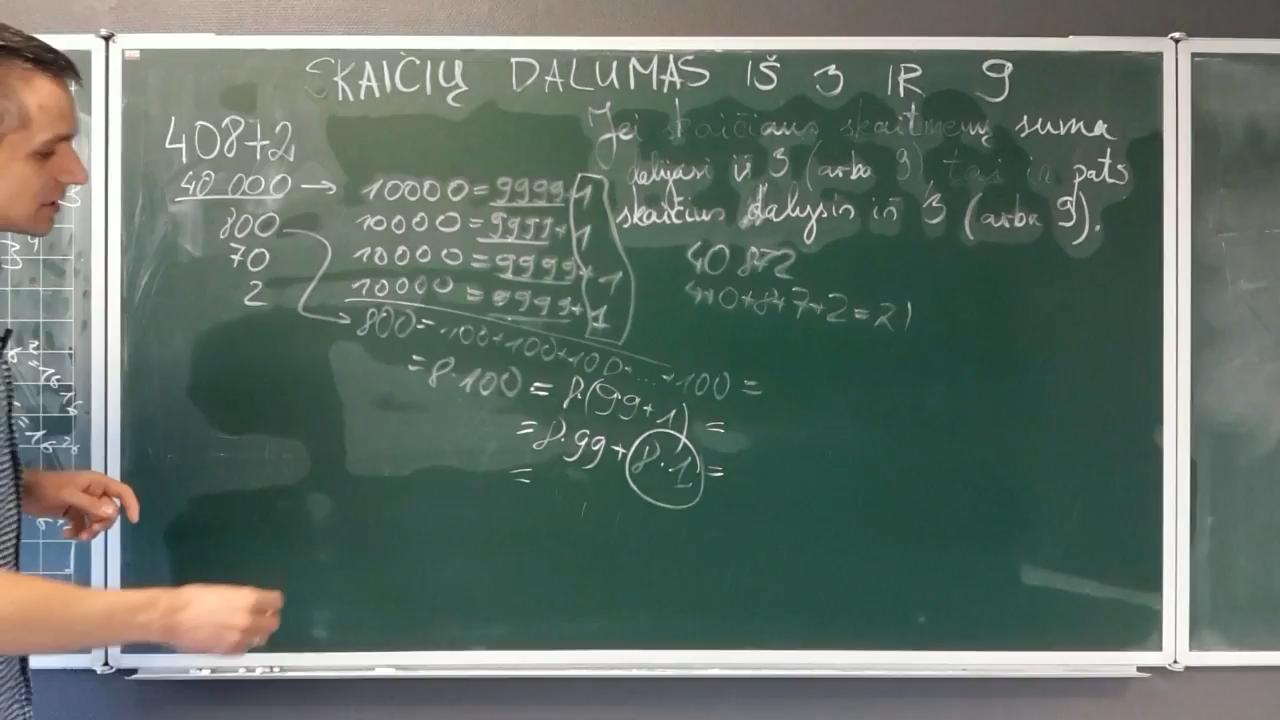 SKAIČIŲ DALUMAS IŠ 3 IR 9
40872
40 000 → 10000 = 9999+1
800 10000 = 9999+1
70 10000 = 9999+1
2 10000 = 9999+1
800 = 100+100+100+...+100 =
= 8·100 = 8·(99+1) =
= 8·99 + 8·1 =
=
Jei skaičiaus skaitmenų suma
dalijasi iš 3 (arba 9), tai ir pats
skaičius dalysis iš 3 (arba 9).
40872
4+0+8+7+2=21